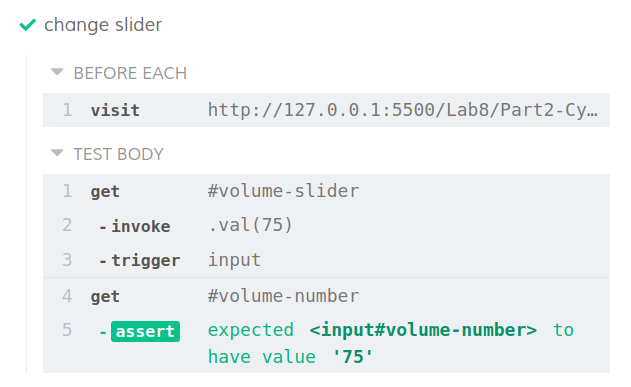 change slider
BEFORE EACH
1 visit http://127.0.0.1:5500/Lab8/Part2-Cy…
TEST BODY
1 get #volume-slider
2 -invoke .val(75)
3 -trigger input
4 get #volume-number
5 -assert expected <input#volume-number> to
have value '75'